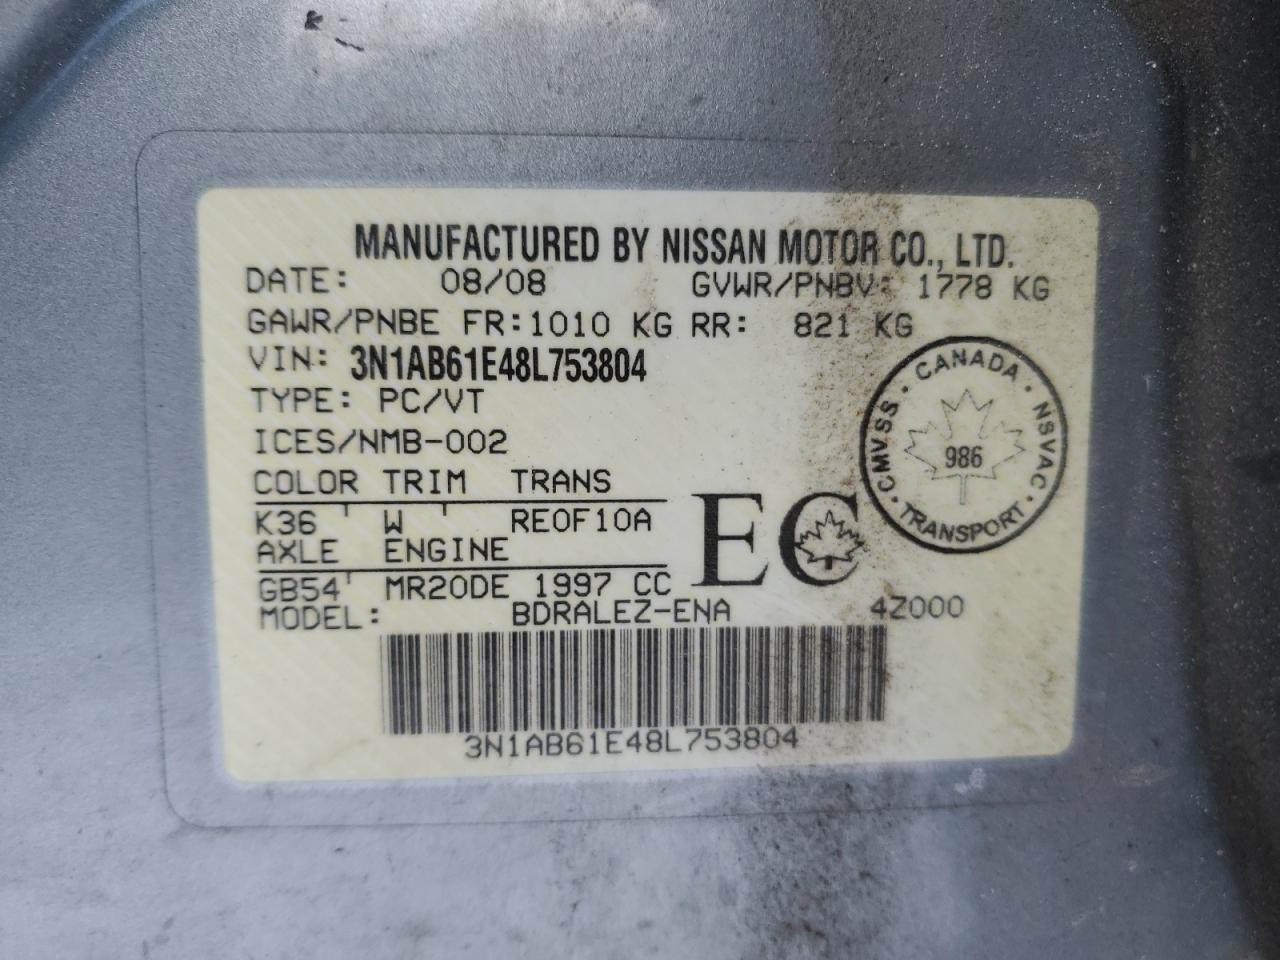 MANUFACTURED BY NISSAN MOTOR CO., LTD.
DATE: 08/08 GVWR/PNBV: 1778 KG
GAWR/PNBE FR:1010 KG RR: 821 KG
VIN: 3N1AB61E48L753804
TYPE: PC/VT
ICES/NMB-002
COLOR TRIM TRANS
K36 ' W ' RE0F10A
AXLE ENGINE
GB54' MR20DE 1997 CC
MODEL: BDRALEZ-ENA 4Z000
3N1AB61E48L753804
EC
CMVSS · CANADA · NSVAC · TRANSPORT ·
986